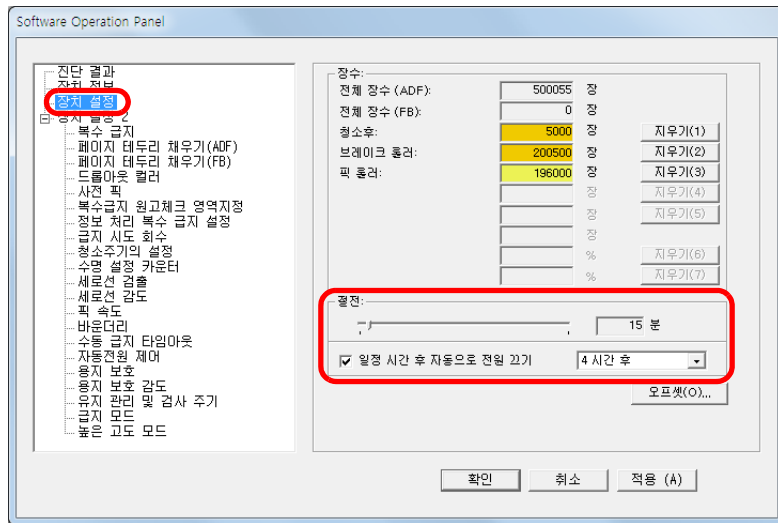 Software Operation Panel
진단 결과
장치 정보
장치 설정
장치 설정 2
복수 급지
페이지 테두리 채우기(ADF)
페이지 테두리 채우기(FB)
드롭아웃 컬러
사전 픽
복수급지 원고체크 영역지정
정보 처리 복수 급지 설정
급지 시도 회수
청소주기의 설정
수명 설정 카운터
세로선 검출
세로선 감도
픽 속도
바운더리
수동 급지 타임아웃
자동전원 제어
용지 보호
용지 보호 감도
유지 관리 및 검사 주기
급지 모드
높은 고도 모드
장수:
전체 장수 (ADF): 500055 장
전체 장수 (FB): 0 장
청소후: 5000 장 지우기(1)
브레이크 롤러: 200500 장 지우기(2)
픽 롤러: 196000 장 지우기(3)
장 지우기(4)
장 지우기(5)
장
% 지우기(6)
% 지우기(7)
절전:
15 분
일정 시간 후 자동으로 전원 끄기 4 시간 후
오프셋(O)...
확인 취소 적용 (A)